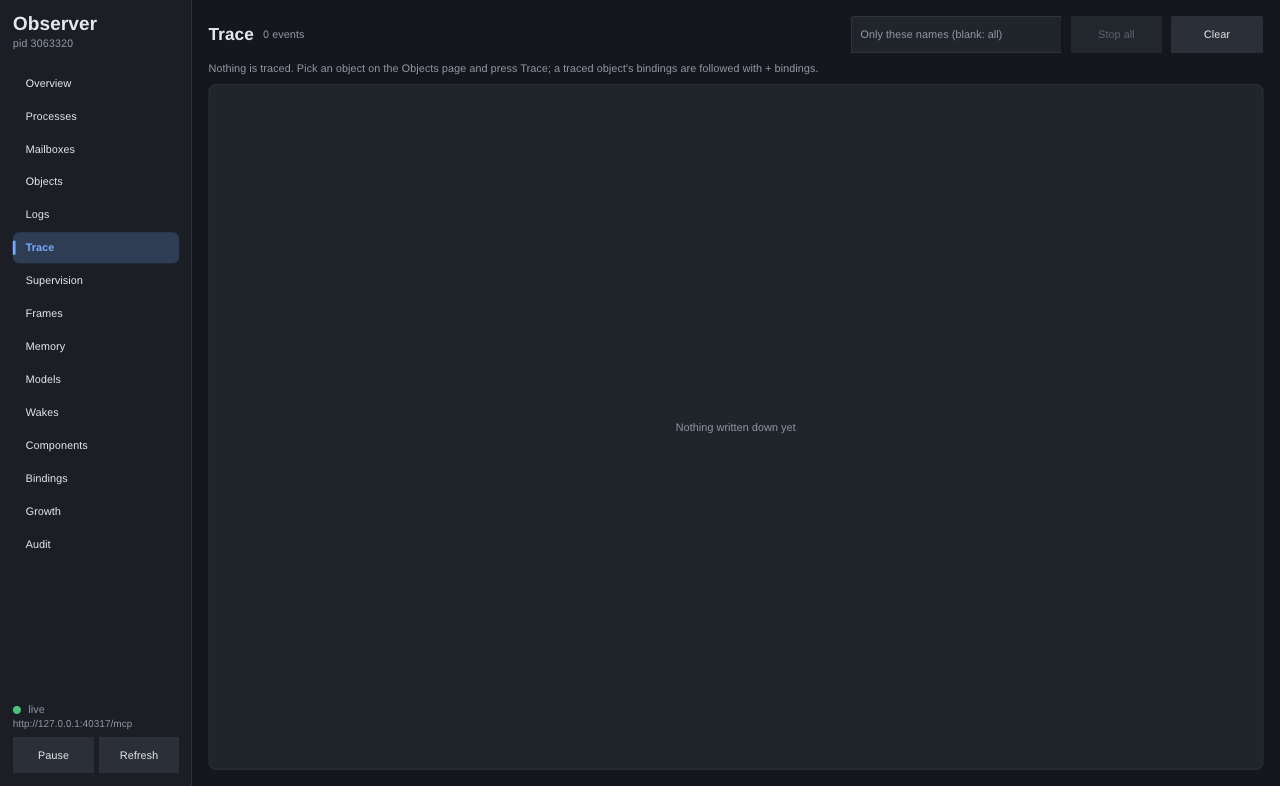 Observer
pid 3063320
Overview
Processes
Mailboxes
Objects
Logs
Trace
Supervision
Frames
Memory
Models
Wakes
Components
Bindings
Growth
Audit
live
http://127.0.0.1:40317/mcp
Pause Refresh
Trace 0 events Only these names (blank: all) Stop all Clear
Nothing is traced. Pick an object on the Objects page and press Trace; a traced object's bindings are followed with + bindings.
Nothing written down yet